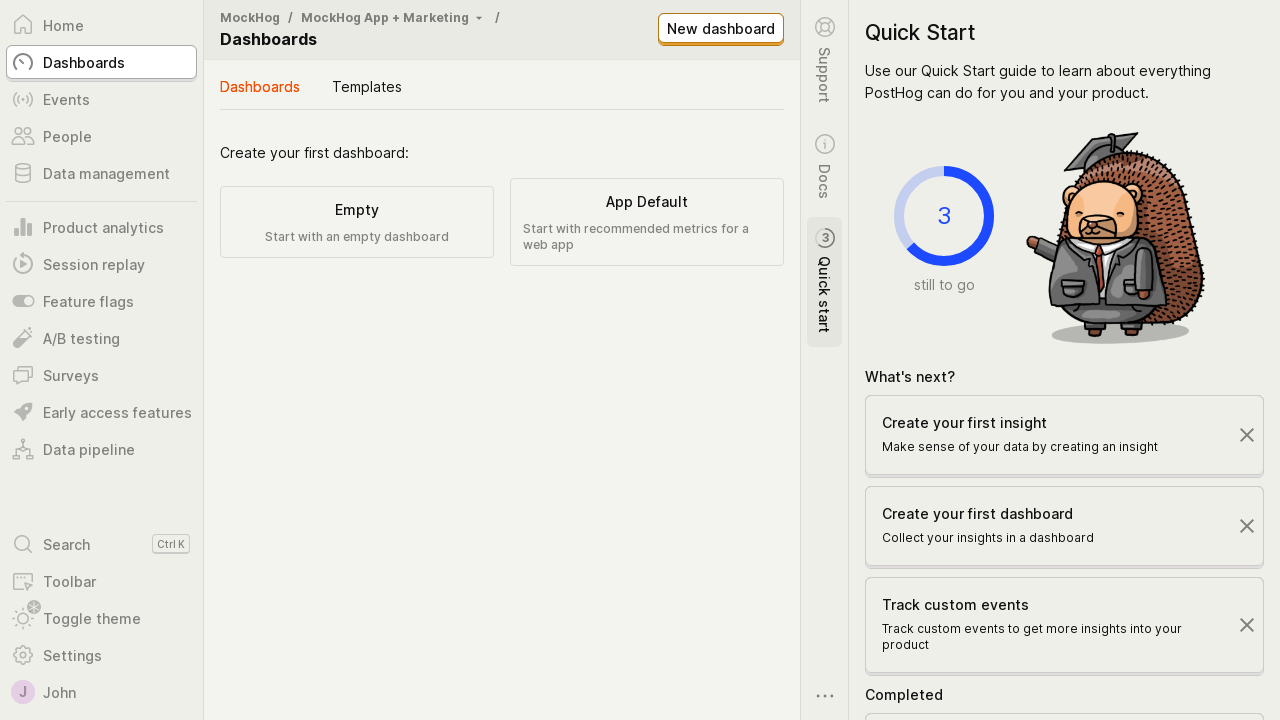 Home
Dashboards
Events
People
Data management
Product analytics
Session replay
Feature flags
A/B testing
Surveys
Early access features
Data pipeline
Search
Ctrl K
Toolbar
Toggle theme
Settings
J
John
MockHog / MockHog App + Marketing /
Dashboards
New dashboard
Dashboards
Templates
Create your first dashboard:
Empty
Start with an empty dashboard
App Default
Start with recommended metrics for a
web app
Support
Docs
3
Quick start
Quick Start
Use our Quick Start guide to learn about everything
PostHog can do for you and your product.
3
still to go
What's next?
Create your first insight
Make sense of your data by creating an insight
Create your first dashboard
Collect your insights in a dashboard
Track custom events
Track custom events to get more insights into your
product
Completed